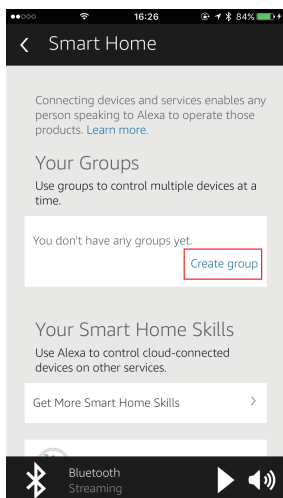 16:26
84%
Smart Home
Connecting devices and services enables any
person speaking to Alexa to operate those
products. Learn more.
Your Groups
Use groups to control multiple devices at a
time.
You don't have any groups yet.
Create group
Your Smart Home Skills
Use Alexa to control cloud-connected
devices on other services.
Get More Smart Home Skills
Bluetooth
Streaming